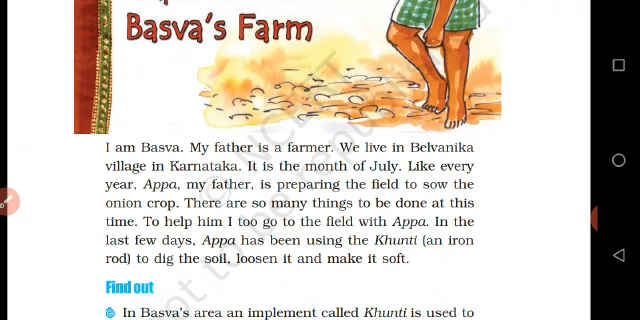 Basva's Farm
I am Basva. My father is a farmer. We live in Belvanika
village in Karnataka. It is the month of July. Like every
year, Appa, my father, is preparing the field to sow the
onion crop. There are so many things to be done at this
time. To help him I too go to the field with Appa. In the
last few days, Appa has been using the Khunti (an iron
rod) to dig the soil, loosen it and make it soft.
Find out
In Basva's area an implement called Khunti is used to